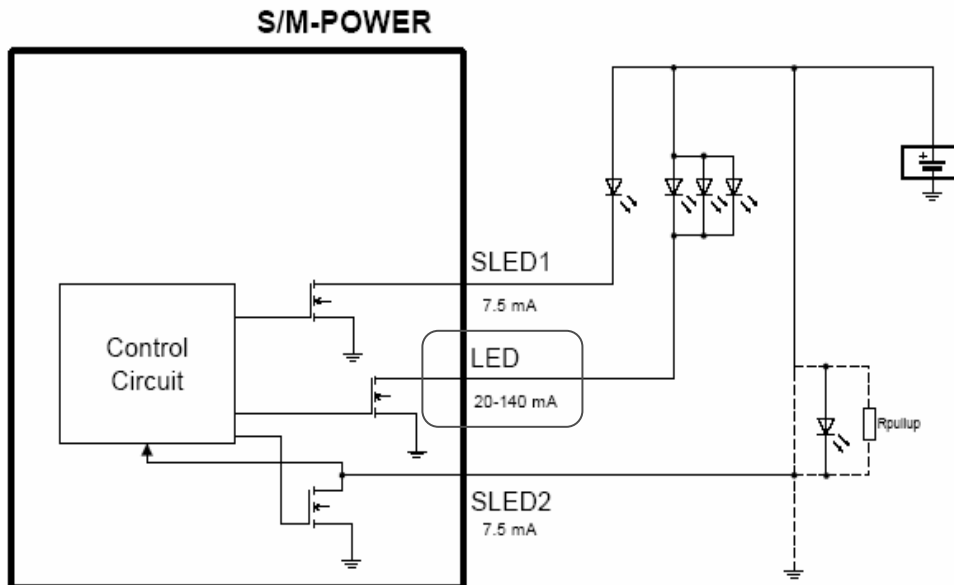 S/M-POWER
+
SLED1
7.5 mA
Control
Circuit
LED
20-140 mA
Rpullup
SLED2
7.5 mA